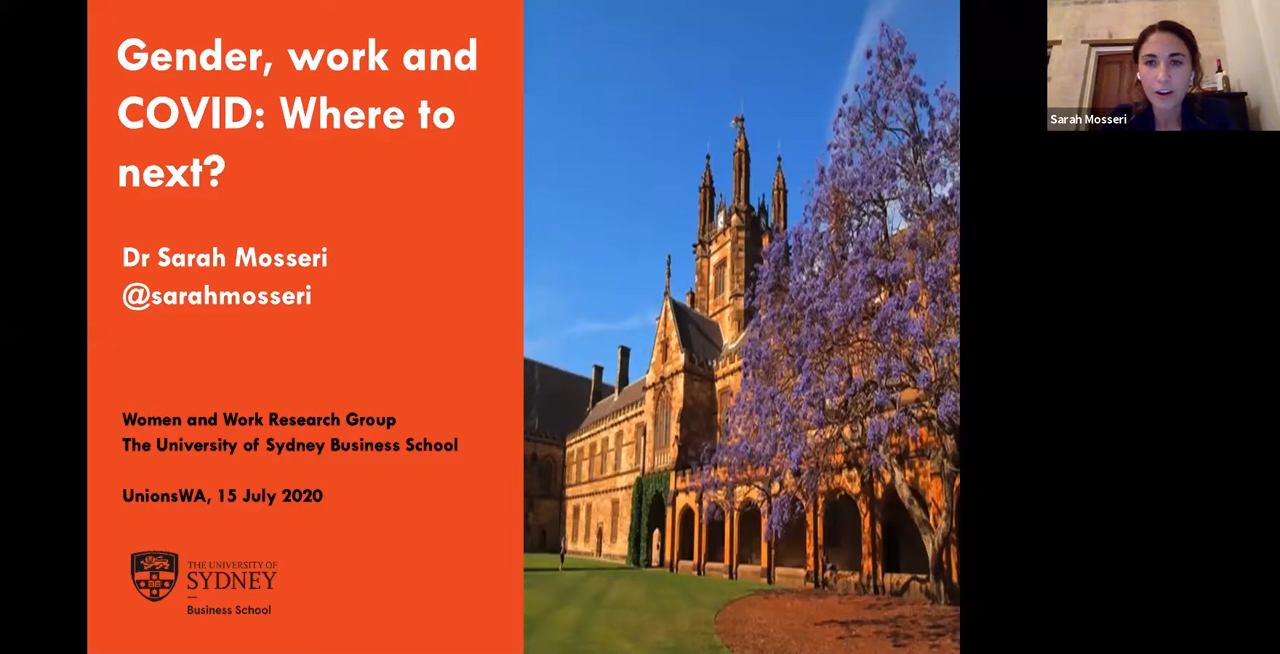 Gender, work and
COVID: Where to
next?
Dr Sarah Mosseri
@sarahmosseri
Women and Work Research Group
The University of Sydney Business School
UnionsWA, 15 July 2020
THE UNIVERSITY OF
SYDNEY
Business School
Sarah Mosseri